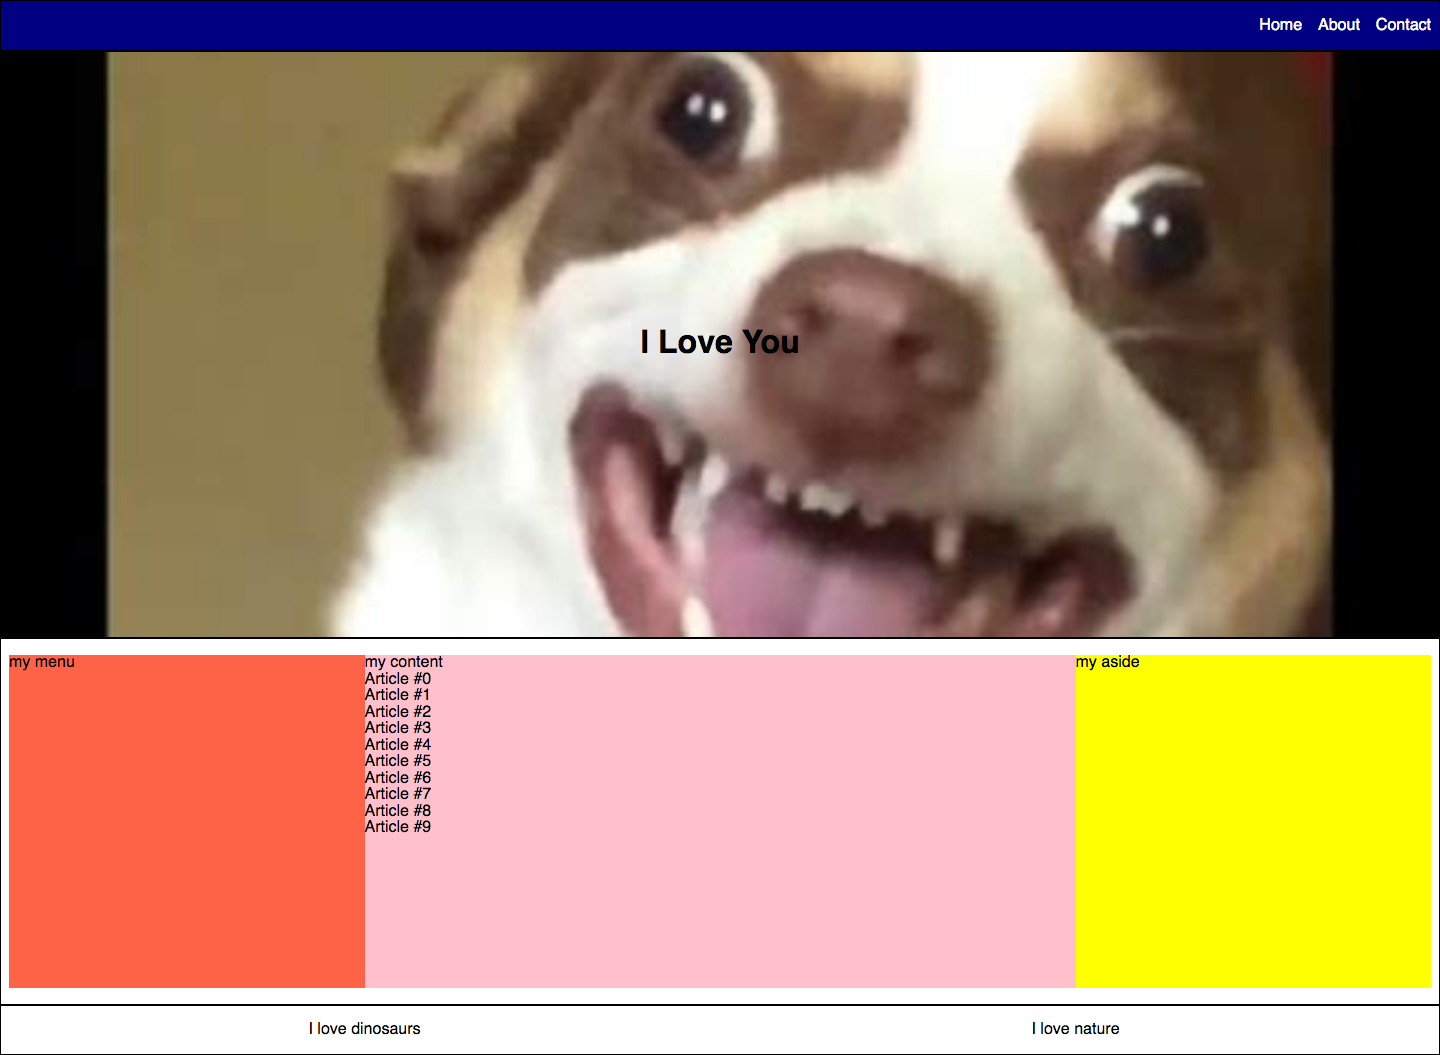 Home About Contact
I Love You
my menu
my content
Article #0
Article #1
Article #2
Article #3
Article #4
Article #5
Article #6
Article #7
Article #8
Article #9
my aside
I love dinosaurs
I love nature